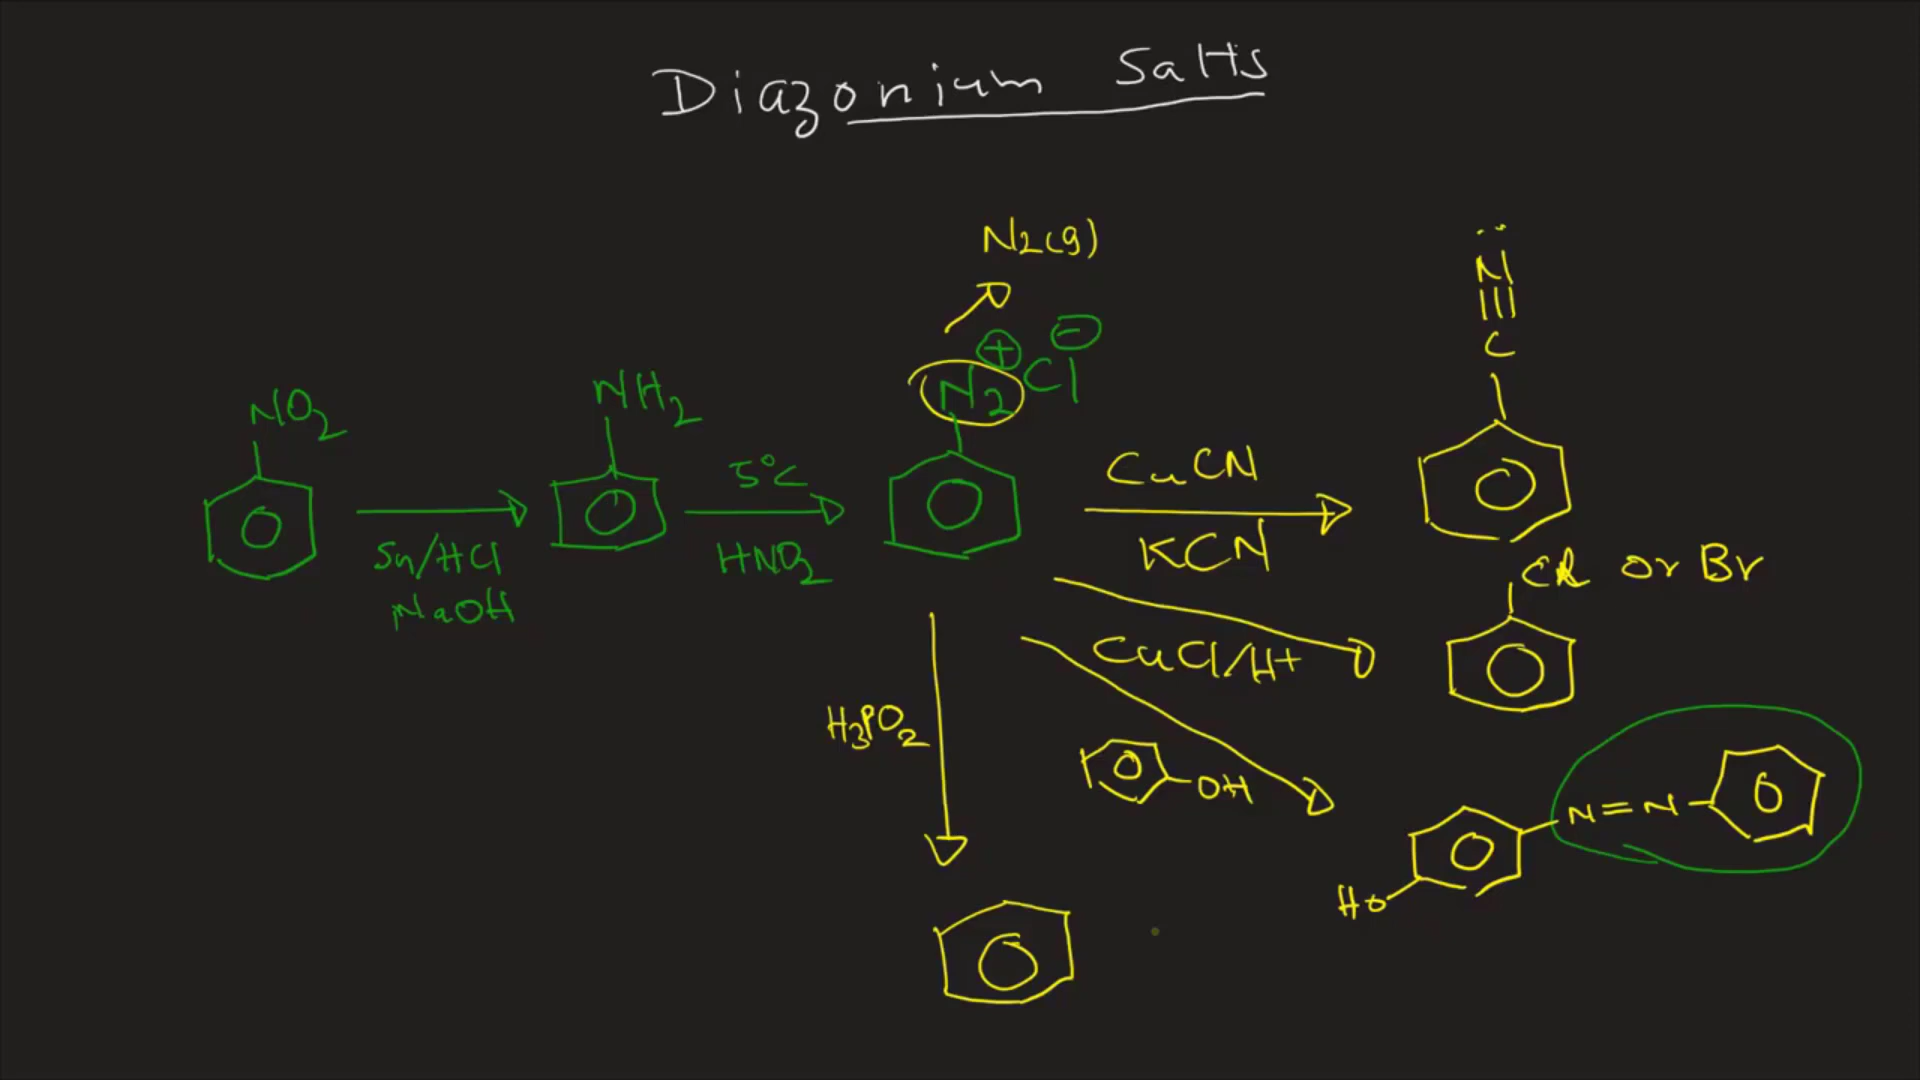 Diazonium Salts
N2(g)
N
C
NO2
NH2
N2 + Cl −
5°C
HNO2
Sn/HCl
NaOH
CuCN
KCN
Cl or Br
CuCl/H+
H3PO2
OH
N=N
HO